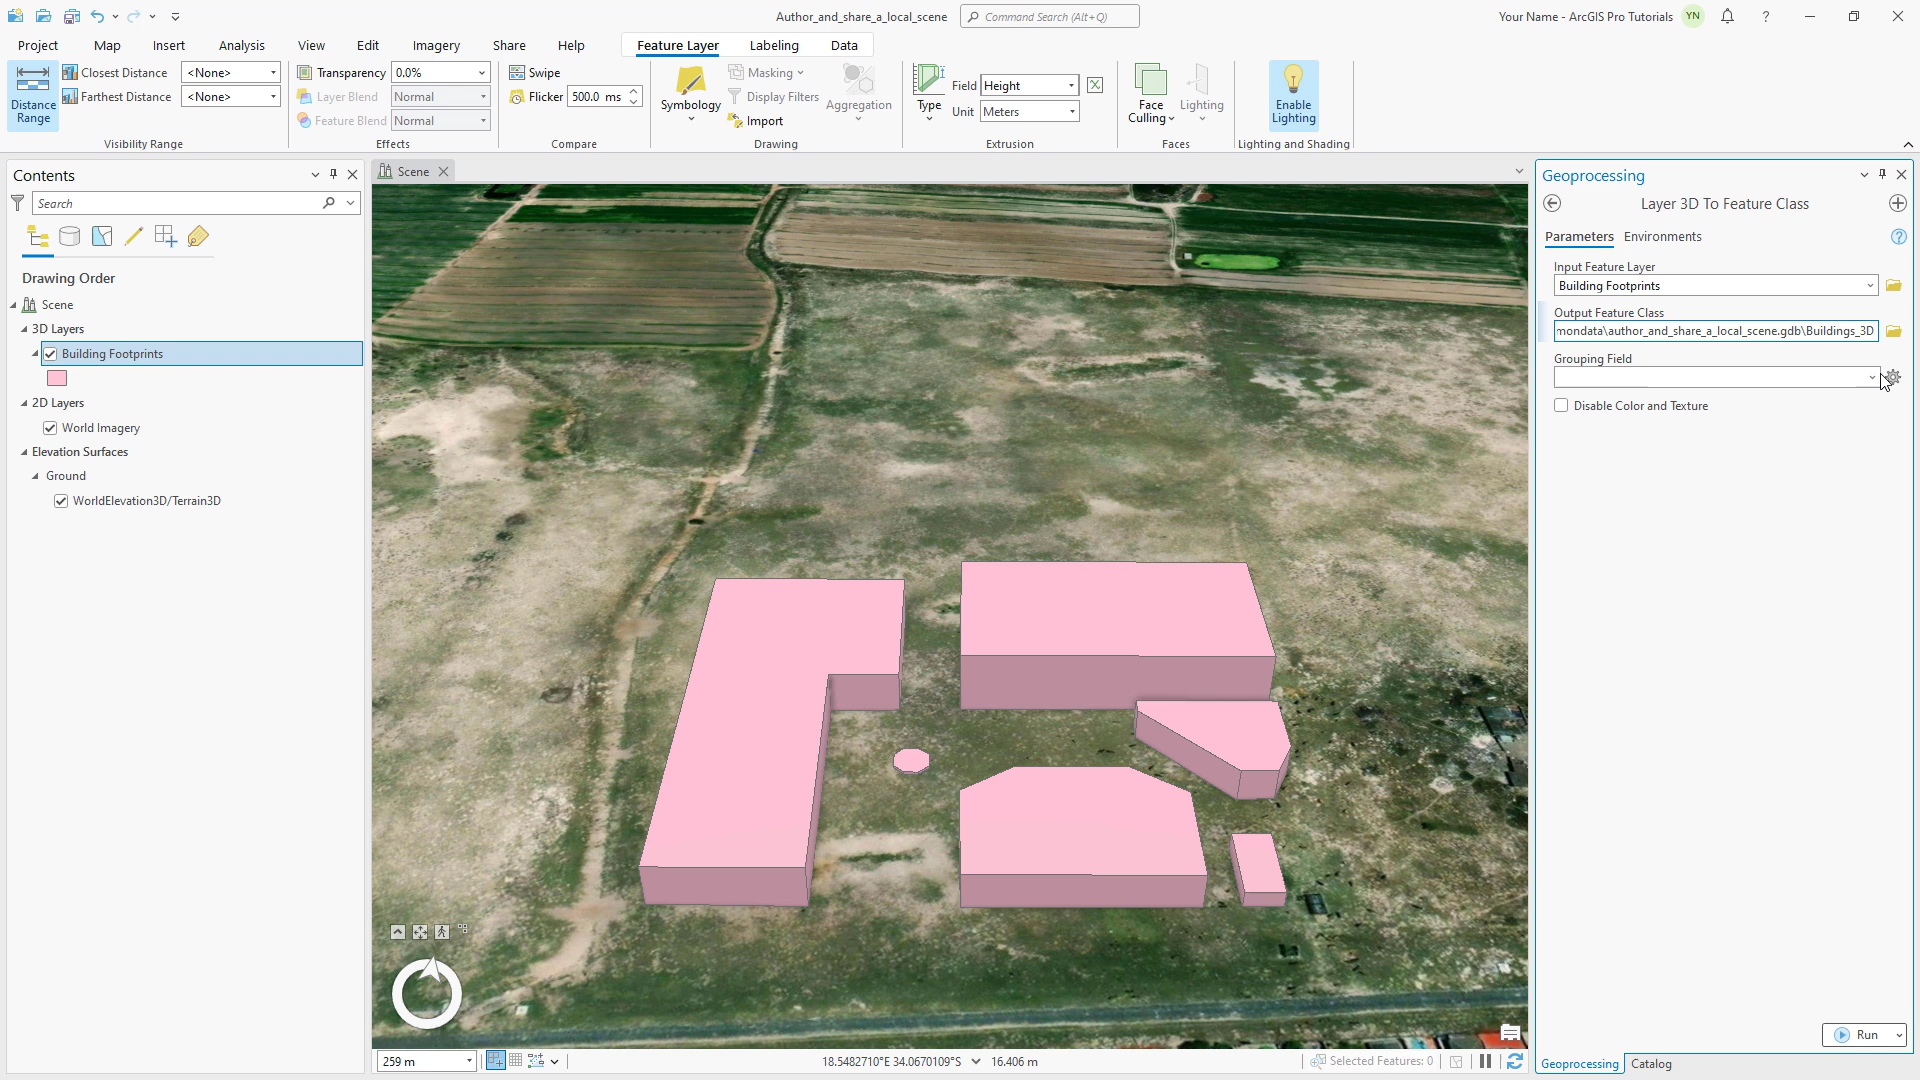 Author_and_share_a_local_scene
Command Search (Alt+Q)
Your Name - ArcGIS Pro Tutorials
YN
?
Project
Map
Insert
Analysis
View
Edit
Imagery
Share
Help
Feature Layer
Labeling
Data
Distance Range
Closest Distance
<None>
Farthest Distance
<None>
Visibility Range
Transparency
0.0%
Layer Blend
Normal
Feature Blend
Normal
Effects
Swipe
Flicker
500.0 ms
Compare
Symbology
Masking
Display Filters
Import
Aggregation
Drawing
Type
Field
Height
Unit
Meters
Extrusion
Face Culling
Lighting
Faces
Enable Lighting
Lighting and Shading
Contents
Search
Drawing Order
Scene
3D Layers
Building Footprints
2D Layers
World Imagery
Elevation Surfaces
Ground
WorldElevation3D/Terrain3D
Scene
259 m
18.5482710°E 34.0670109°S
16.406 m
Selected Features: 0
Geoprocessing
Layer 3D To Feature Class
Parameters
Environments
?
Input Feature Layer
Building Footprints
Output Feature Class
mondata\author_and_share_a_local_scene.gdb\Buildings_3D
Grouping Field
Disable Color and Texture
Run
Geoprocessing
Catalog